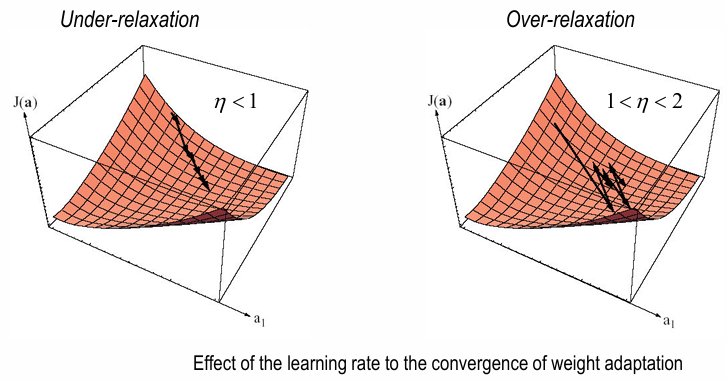 Under-relaxation
Over-relaxation
J(a)
η < 1
a₁
J(a)
1 < η < 2
a₁
Effect of the learning rate to the convergence of weight adaptation